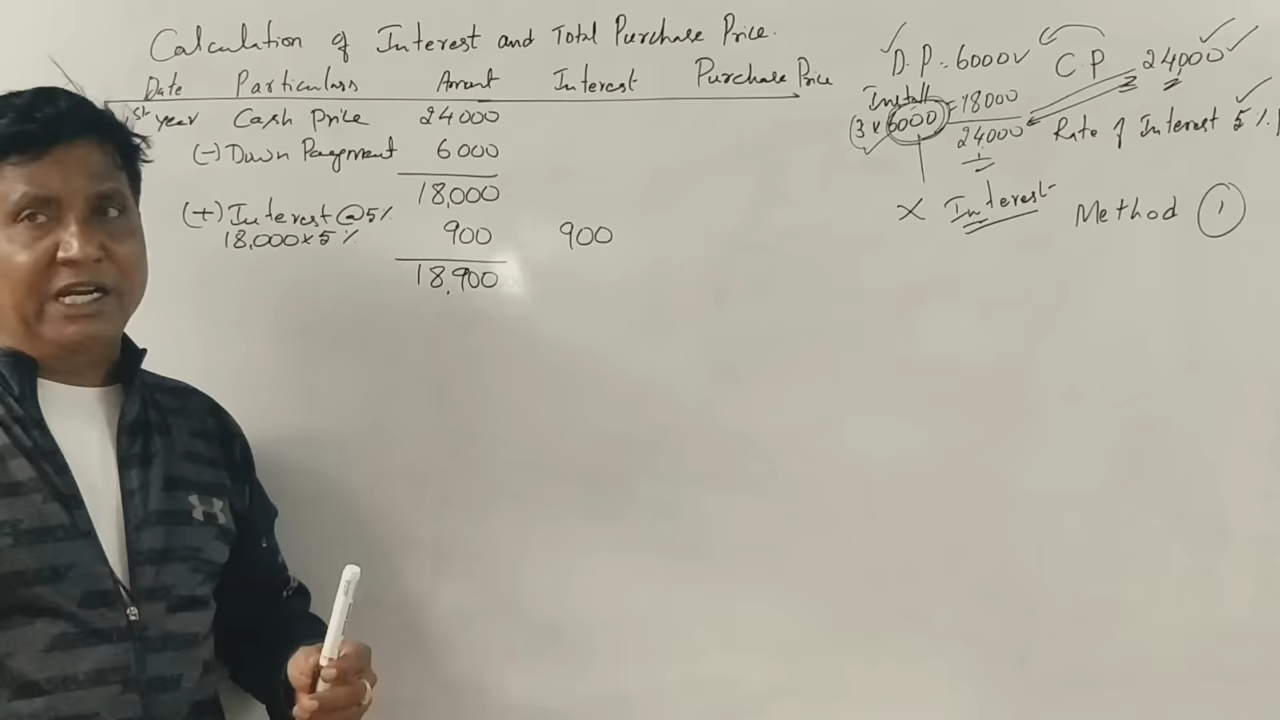 Calculation of Interest and Total Purchase Price.
Date Particulars Amount Interest Purchase Price
1st year Cash Price 24000
(-) Down Payment 6000
18,000
(+) Interest @ 5%
18,000 x 5% 900 900
18,900
D.P. 6000 C.P 24000
Install
(3 x 6000 = 18000
24000 Rate of Interest 5%
x Interest Method 1